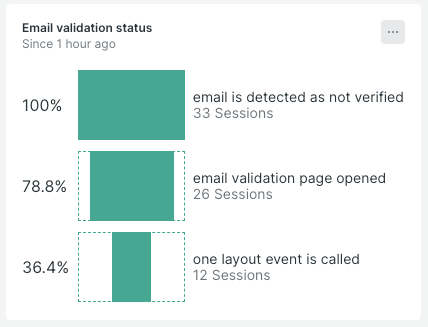 Email validation status
Since 1 hour ago
...
100%
email is detected as not verified
33 Sessions
78.8%
email validation page opened
26 Sessions
36.4%
one layout event is called
12 Sessions